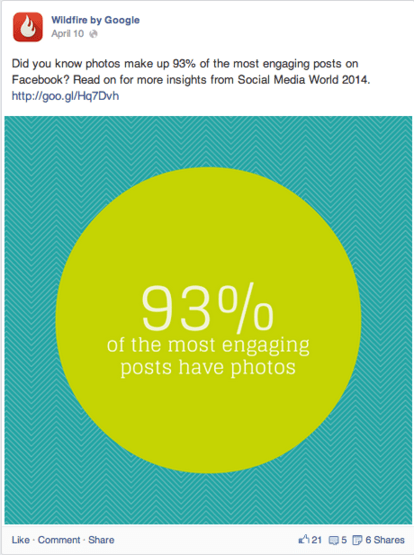 Wildfire by Google
April 10
Did you know photos make up 93% of the most engaging posts on
Facebook? Read on for more insights from Social Media World 2014.
http://goo.gl/Hq7Dvh
93%
of the most engaging
posts have photos
Like · Comment · Share 21 5 6 Shares